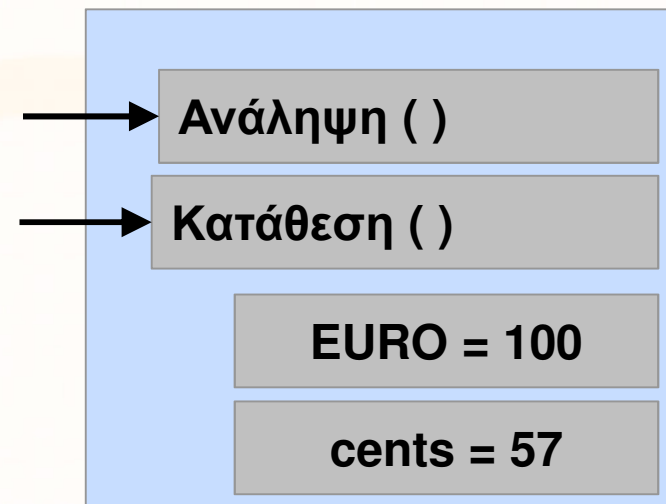 Ανάληψη ( )
Κατάθεση ( )
EURO = 100
cents = 57